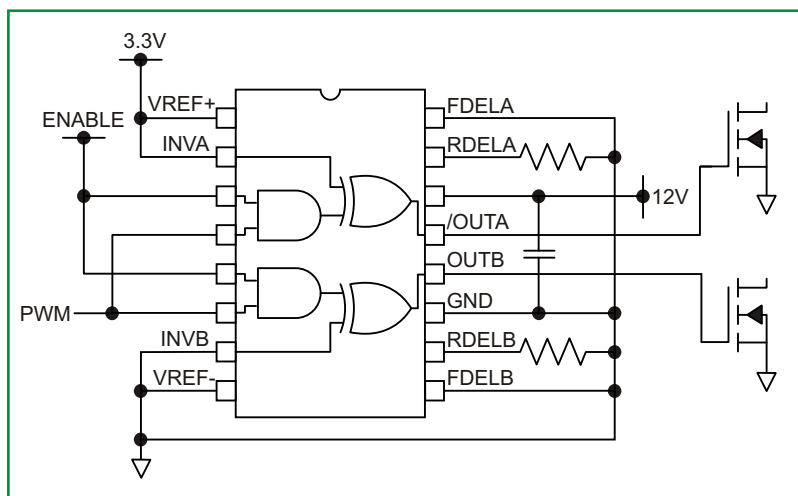 3.3V
VREF+
FDELA
ENABLE
INVA
RDELA
12V
/OUTA
OUTB
PWM
GND
INVB
RDELB
VREF-
FDELB